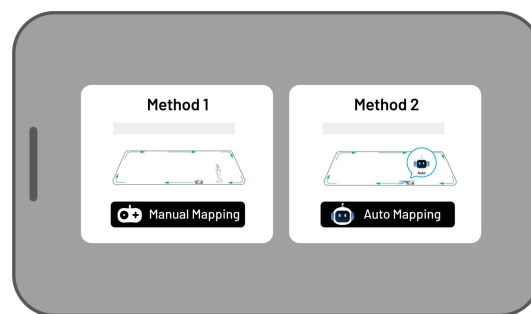 Method 1
Manual Mapping
Method 2
Auto
Auto Mapping